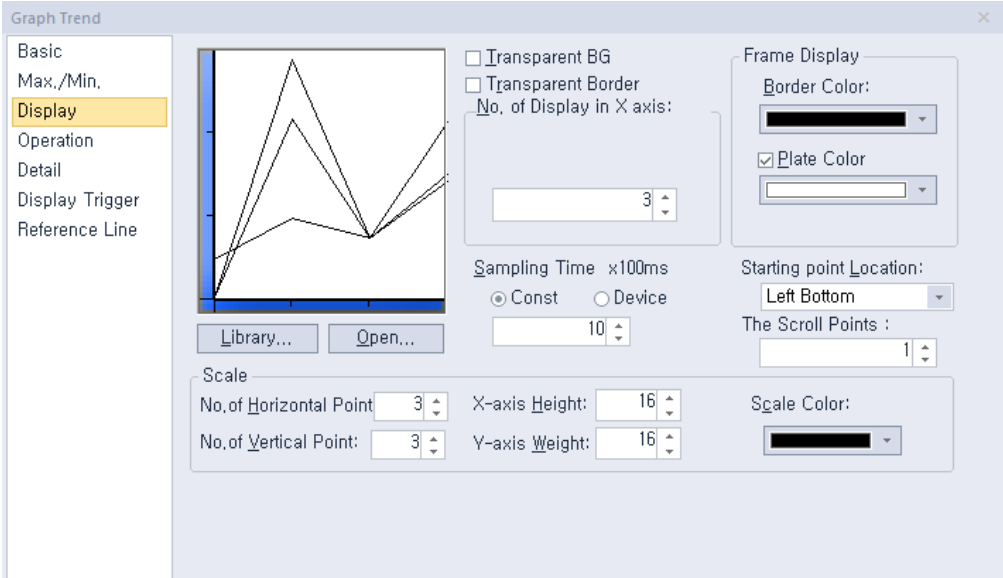 Graph Trend
Basic
Max./Min.
Display
Operation
Detail
Display Trigger
Reference Line
Library...
Open...
Transparent BG
Transparent Border
No. of Display in X axis:
3
Frame Display
Border Color:
Plate Color
Sampling Time x100ms
Const
Device
10
Starting point Location:
Left Bottom
The Scroll Points :
1
Scale
No.of Horizontal Point
3
X-axis Height:
16
Scale Color:
No.of Vertical Point:
3
Y-axis Weight:
16